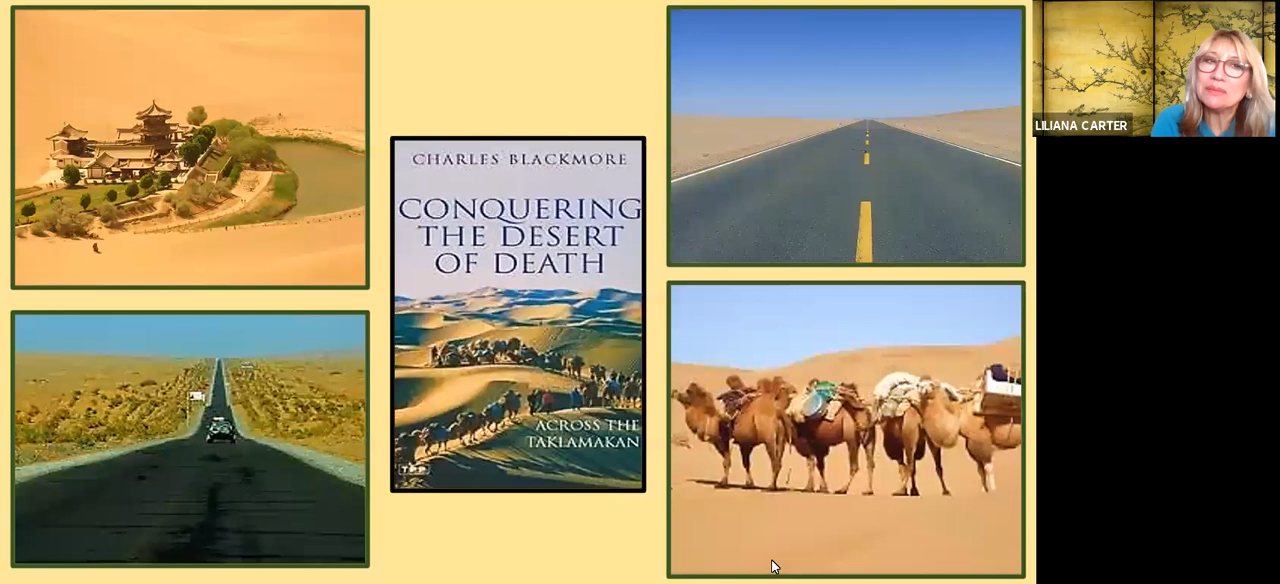 CHARLES BLACKMORE
CONQUERING
THE DESERT
OF DEATH
ACROSS THE
TAKLAMAKAN
LILIANA CARTER